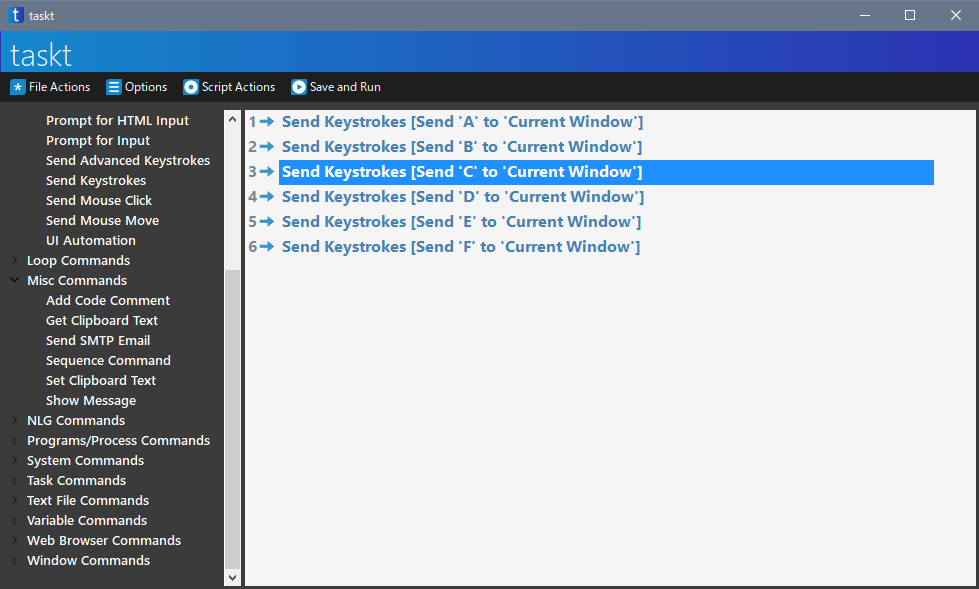 taskt
taskt
File Actions Options Script Actions Save and Run
Prompt for HTML Input
Prompt for Input
Send Advanced Keystrokes
Send Keystrokes
Send Mouse Click
Send Mouse Move
UI Automation
Loop Commands
Misc Commands
Add Code Comment
Get Clipboard Text
Send SMTP Email
Sequence Command
Set Clipboard Text
Show Message
NLG Commands
Programs/Process Commands
System Commands
Task Commands
Text File Commands
Variable Commands
Web Browser Commands
Window Commands
1 Send Keystrokes [Send 'A' to 'Current Window']
2 Send Keystrokes [Send 'B' to 'Current Window']
3 Send Keystrokes [Send 'C' to 'Current Window']
4 Send Keystrokes [Send 'D' to 'Current Window']
5 Send Keystrokes [Send 'E' to 'Current Window']
6 Send Keystrokes [Send 'F' to 'Current Window']